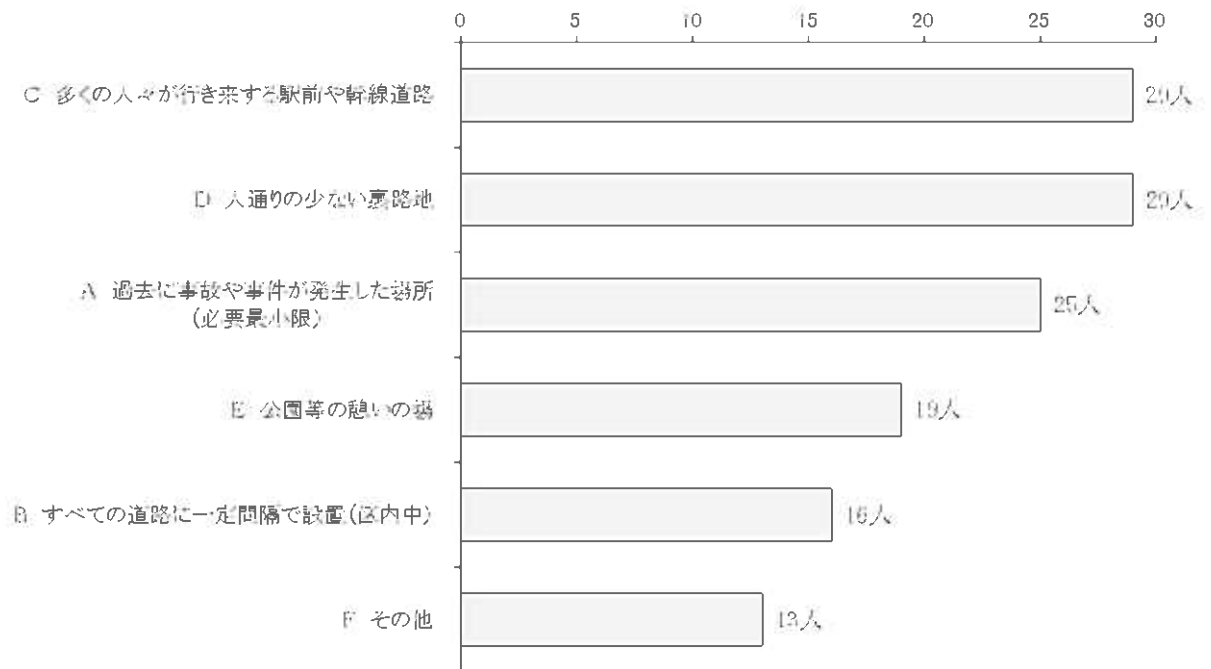 0 5 10 15 20 25 30
C 多くの人々が行き来する駅前や幹線道路 29人
D 人通りの少ない裏路地 29人
A 過去に事故や事件が発生した場所
(必要最小限) 25人
E 公園等の憩いの場 19人
B すべての道路に一定間隔で設置(区内中) 16人
F その他 13人